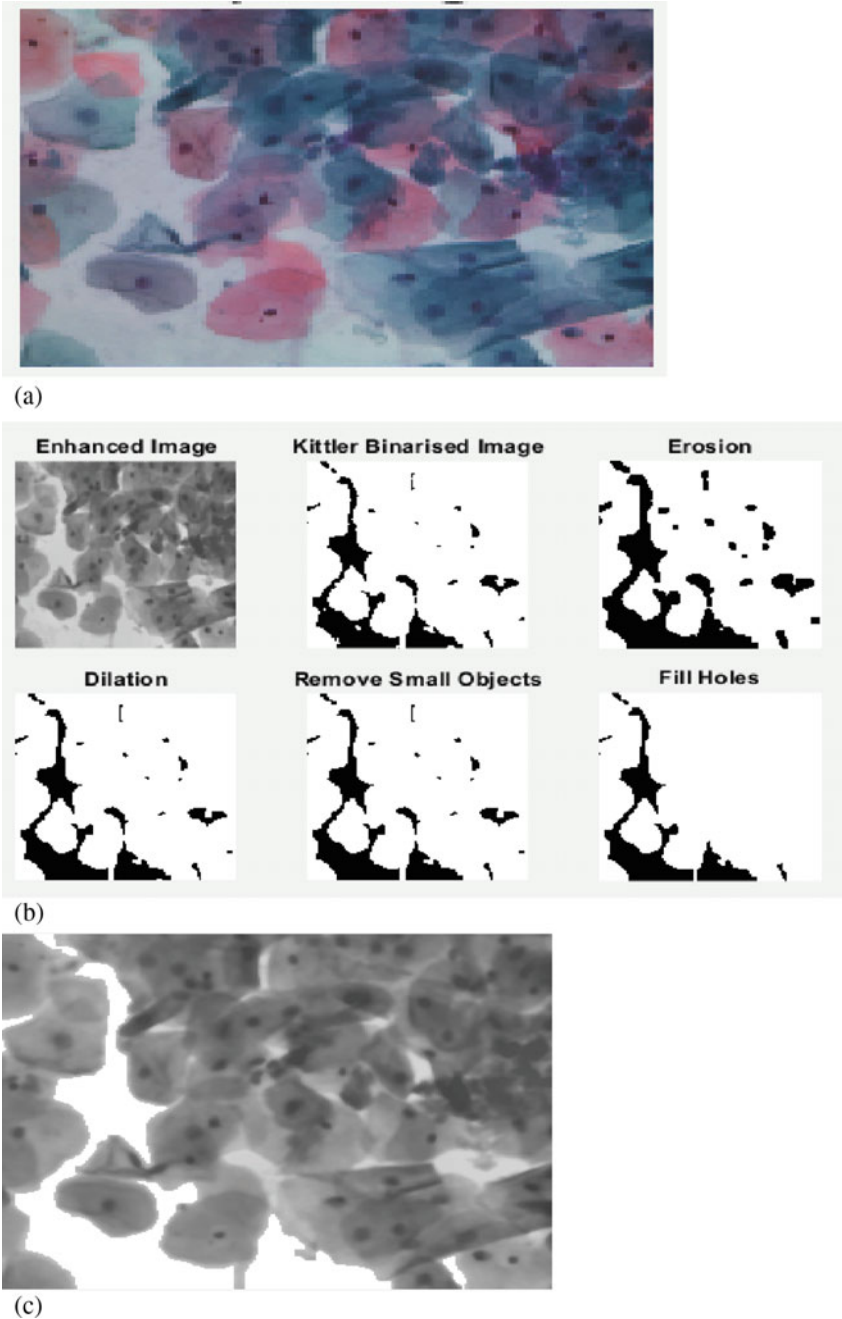 (a)
Enhanced Image Kittler Binarised Image Erosion
Dilation Remove Small Objects Fill Holes
(b)
(c)